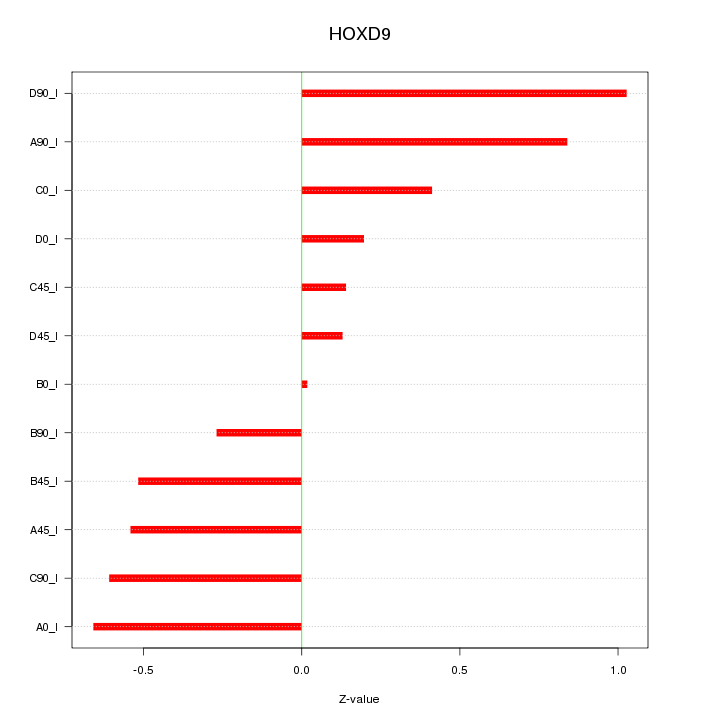 HOXD9
D90_I
A90_I
C0_I
D0_I
C45_I
D45_I
B0_I
B90_I
B45_I
A45_I
C90_I
A0_I
-0.5 0.0 0.5 1.0
Z-value